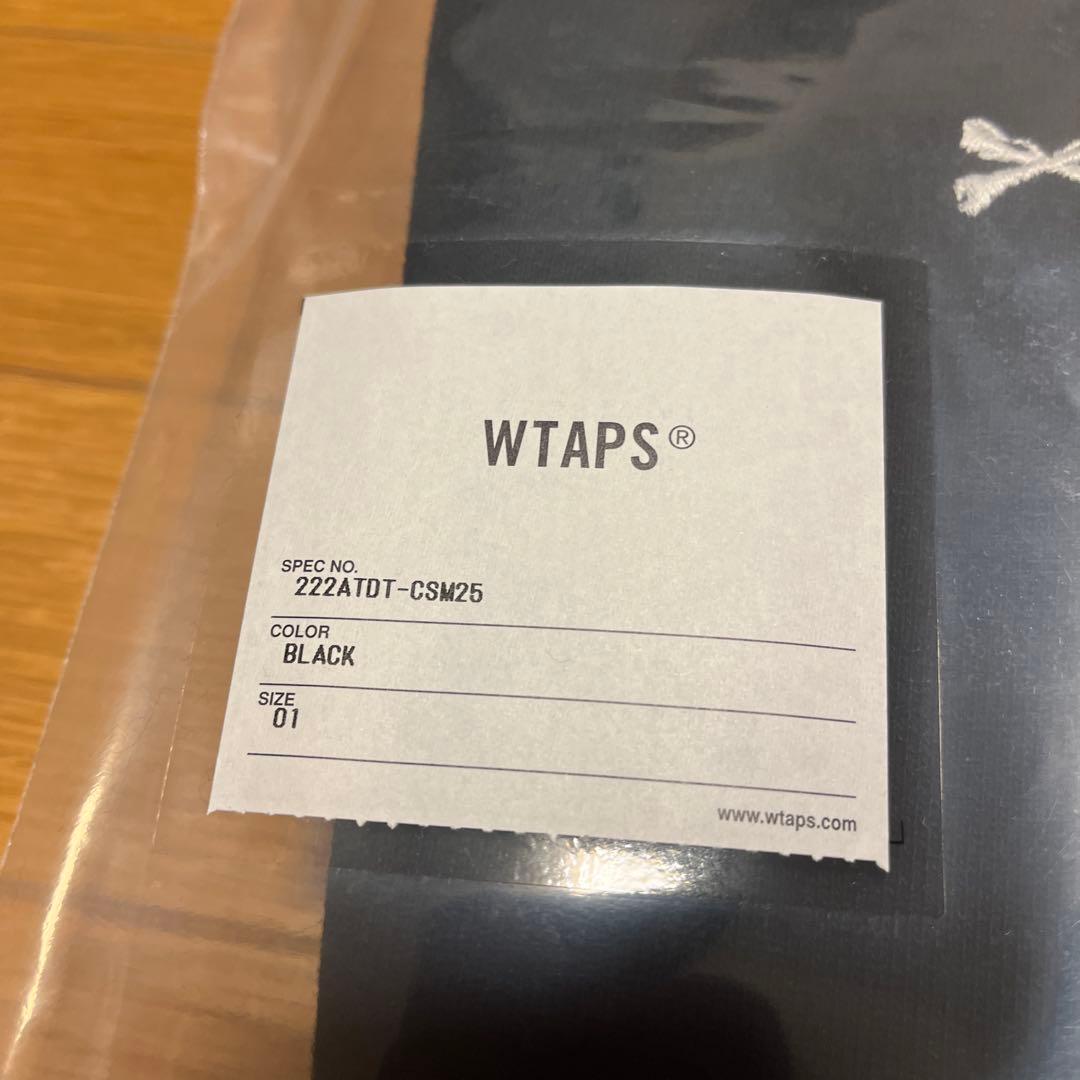 WTAPS®
SPEC NO.
222ATDT-CSM25
COLOR
BLACK
SIZE
01
www.wtaps.com